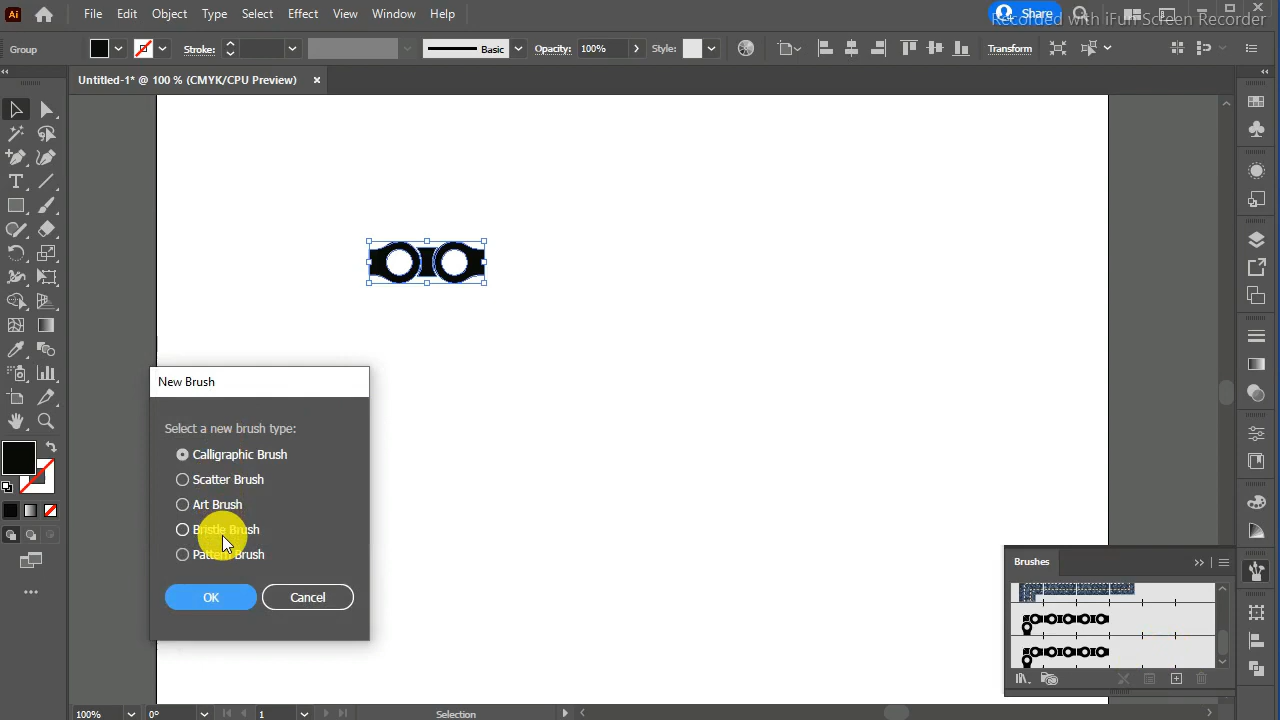 Ai File Edit Object Type Select Effect View Window Help Share
Recorded with iFun Screen Recorder
Group Stroke: Basic Opacity: 100% Style: Transform
Untitled-1* @ 100 % (CMYK/CPU Preview) ×
New Brush
Select a new brush type:
Calligraphic Brush
Scatter Brush
Art Brush
Bristle Brush
Pattern Brush
OK Cancel
Brushes
100% 0° 1 Selection